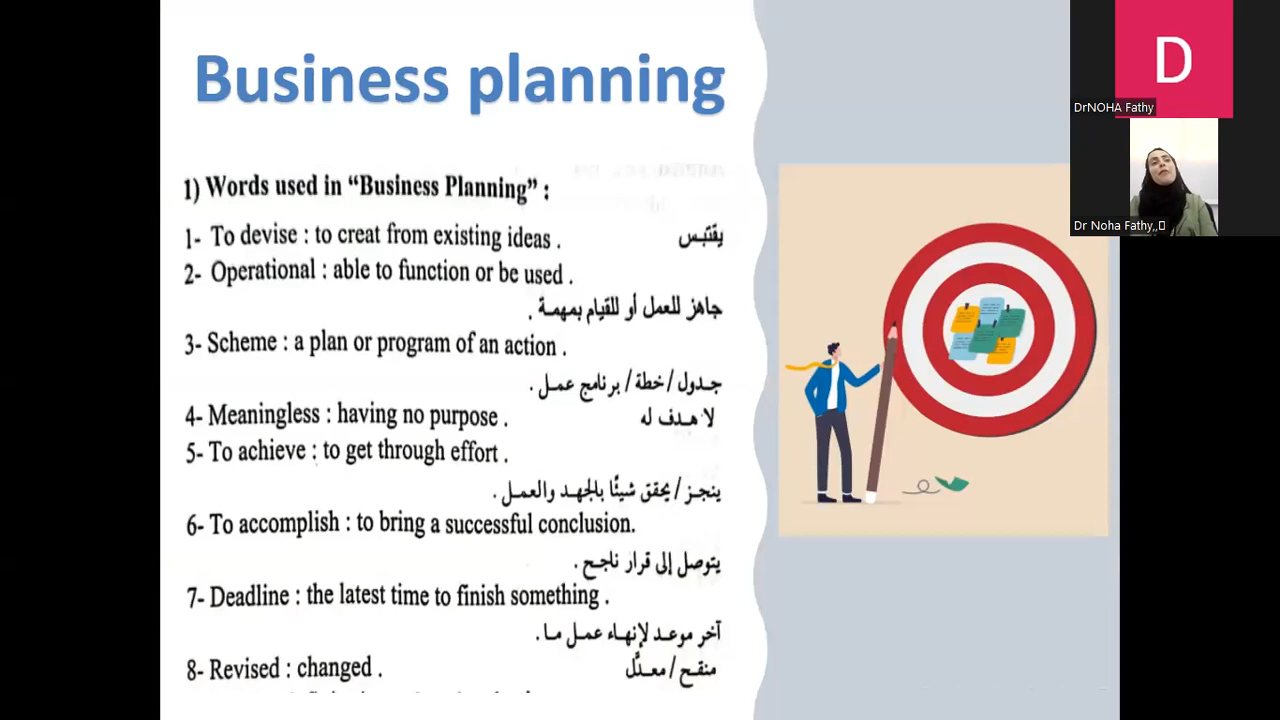 Business planning
1) Words used in “Business Planning” :
1- To devise : to creat from existing ideas . يقتبس
2- Operational : able to function or be used .
جاهز للعمل أو للقيام بمهمة .
3- Scheme : a plan or program of an action .
جدول/خطة/برنامج عمل .
4- Meaningless : having no purpose . لا هدف له
5- To achieve : to get through effort .
ينجز/يحقق شيئًا بالجهد والعمل .
6- To accomplish : to bring a successful conclusion.
يتوصل إلى قرار ناجح .
7- Deadline : the latest time to finish something .
آخر موعد لإنهاء عمل ما .
8- Revised : changed . منقح/معدَّل
D
DrNOHA Fathy
Dr Noha Fathy,,